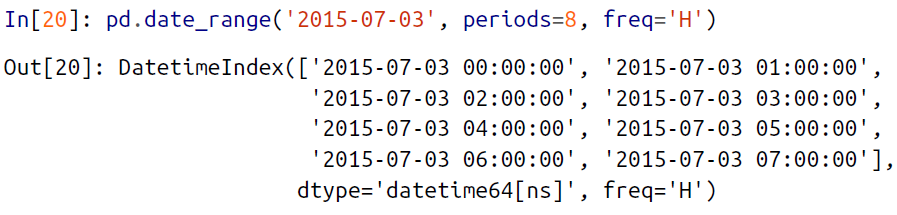 In[20]: pd.date_range('2015-07-03', periods=8, freq='H')
Out[20]: DatetimeIndex(['2015-07-03 00:00:00', '2015-07-03 01:00:00',
'2015-07-03 02:00:00', '2015-07-03 03:00:00',
'2015-07-03 04:00:00', '2015-07-03 05:00:00',
'2015-07-03 06:00:00', '2015-07-03 07:00:00'],
dtype='datetime64[ns]', freq='H')